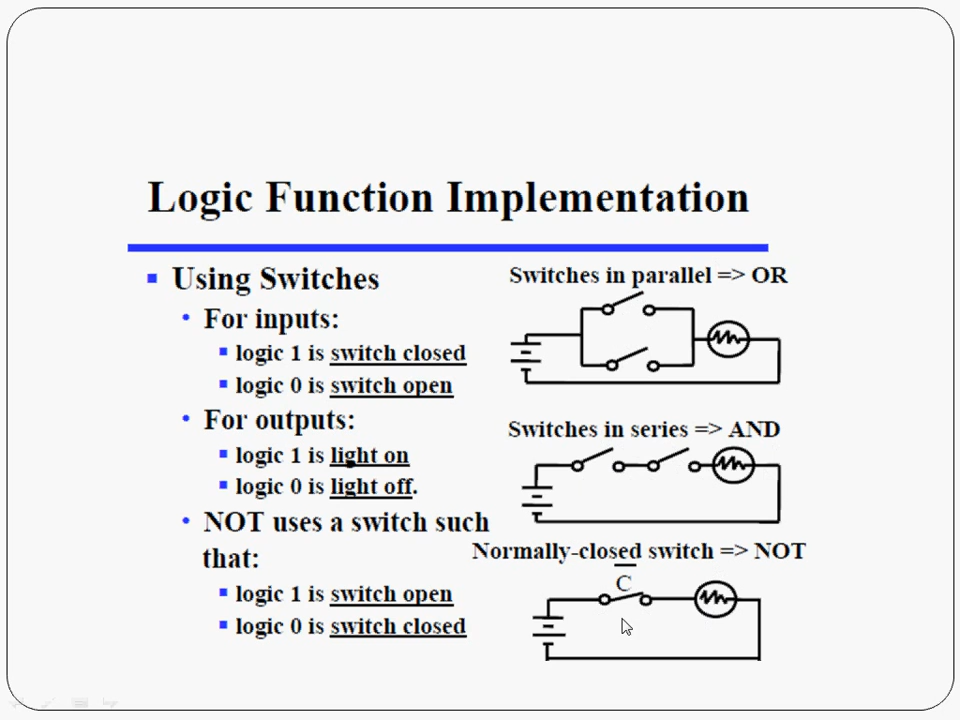 Logic Function Implementation
Using Switches
For inputs:
logic 1 is switch closed
logic 0 is switch open
For outputs:
logic 1 is light on
logic 0 is light off.
NOT uses a switch such
that:
logic 1 is switch open
logic 0 is switch closed
Switches in parallel => OR
Switches in series => AND
Normally-closed switch => NOT
C̅